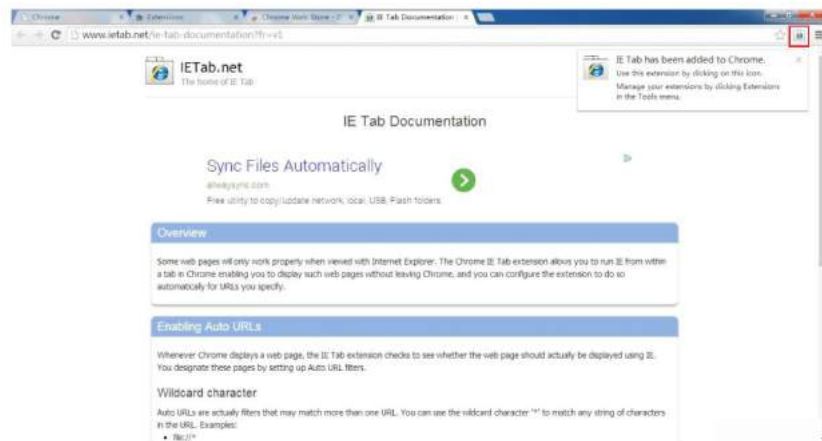 Chrome
Extensions
Chrome Web Store -
IE Tab Documentation
www.ietab.net/ie-tab-documentation?fr=v1
IETab.net
The home of IE Tab
IE Tab has been added to Chrome.
Use this extension by clicking on this icon.
Manage your extensions by clicking Extensions
in the Tools menu.
IE Tab Documentation
Sync Files Automatically
allwaysync.com
Free utility to copy/update network, local, USB, Flash folders.
Overview
Some web pages will only work properly when viewed with Internet Explorer. The Chrome IE Tab extension allows you to run IE from within
a tab in Chrome enabling you to display such web pages without leaving Chrome, and you can configure the extension to do so
automatically for URLs you specify.
Enabling Auto URLs
Whenever Chrome displays a web page, the IE Tab extension checks to see whether the web page should actually be displayed using IE.
You designate these pages by setting up Auto URL filters.
Wildcard character
Auto URLs are actually filters that may match more than one URL. You can use the wildcard character '*' to match any string of characters
in the URL. Examples:
• file://*